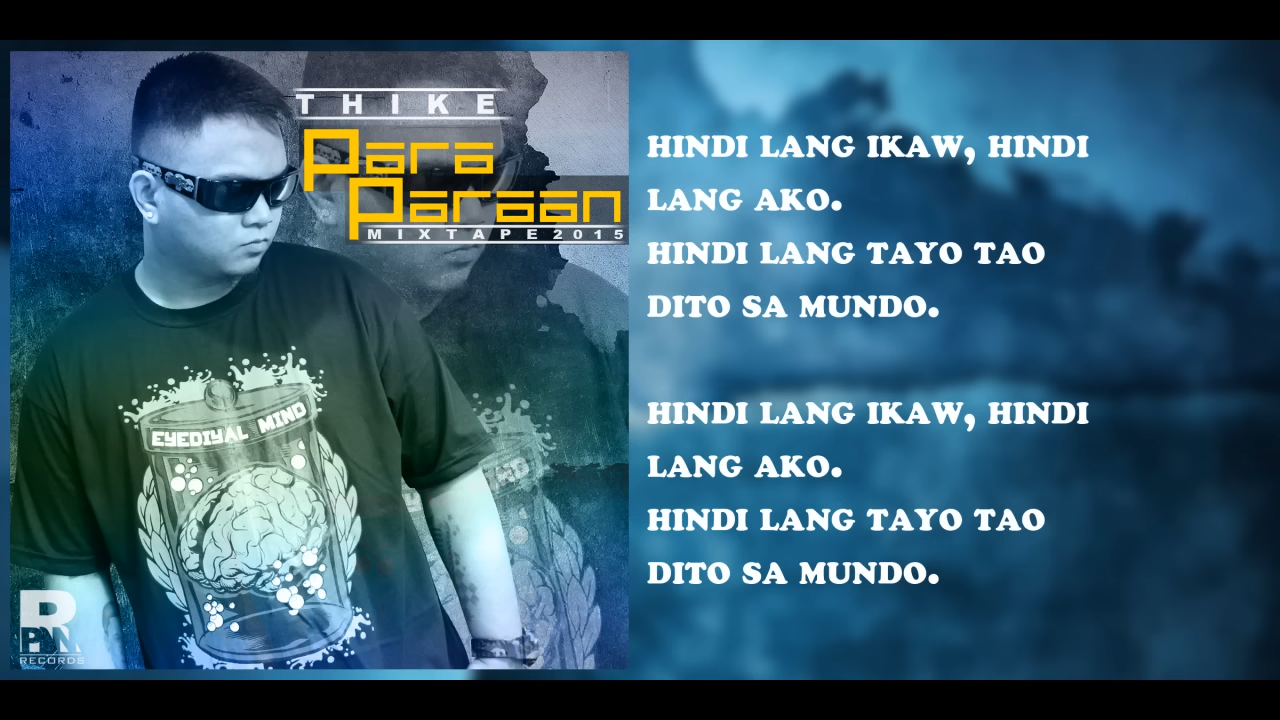 THIKE
Para
Paraan
MIXTAPE2015
EYEDIYAL MIND
R
PDN
RECORDS
HINDI LANG IKAW, HINDI
LANG AKO.
HINDI LANG TAYO TAO
DITO SA MUNDO.
HINDI LANG IKAW, HINDI
LANG AKO.
HINDI LANG TAYO TAO
DITO SA MUNDO.